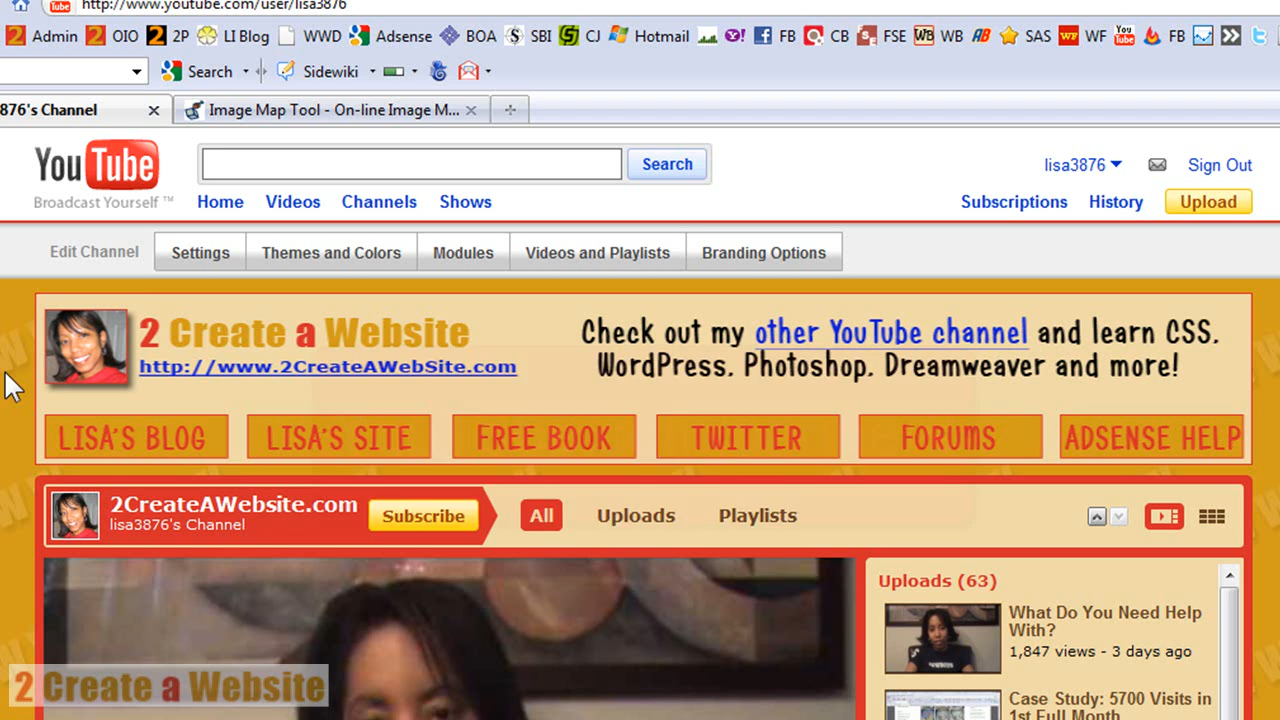 http://www.youtube.com/user/lisa3876
Admin OIO 2P LI Blog WWD Adsense BOA SBI CJ Hotmail FB CB FSE WB SAS WF FB
Search Sidewiki
876's Channel Image Map Tool - On-line Image M...
YouTube Search lisa3876 Sign Out
Broadcast Yourself™ Home Videos Channels Shows Subscriptions History Upload
Edit Channel Settings Themes and Colors Modules Videos and Playlists Branding Options
2 Create a Website
http://www.2CreateAWebSite.com
Check out my other YouTube channel and learn CSS.
WordPress. Photoshop. Dreamweaver and more!
LISA'S BLOG LISA'S SITE FREE BOOK TWITTER FORUMS ADSENSE HELP
2CreateAWebsite.com
lisa3876's Channel
Subscribe All Uploads Playlists
Uploads (63)
What Do You Need Help
With?
1,847 views - 3 days ago
Case Study: 5700 Visits in
1st Full Month
2 Create a Website